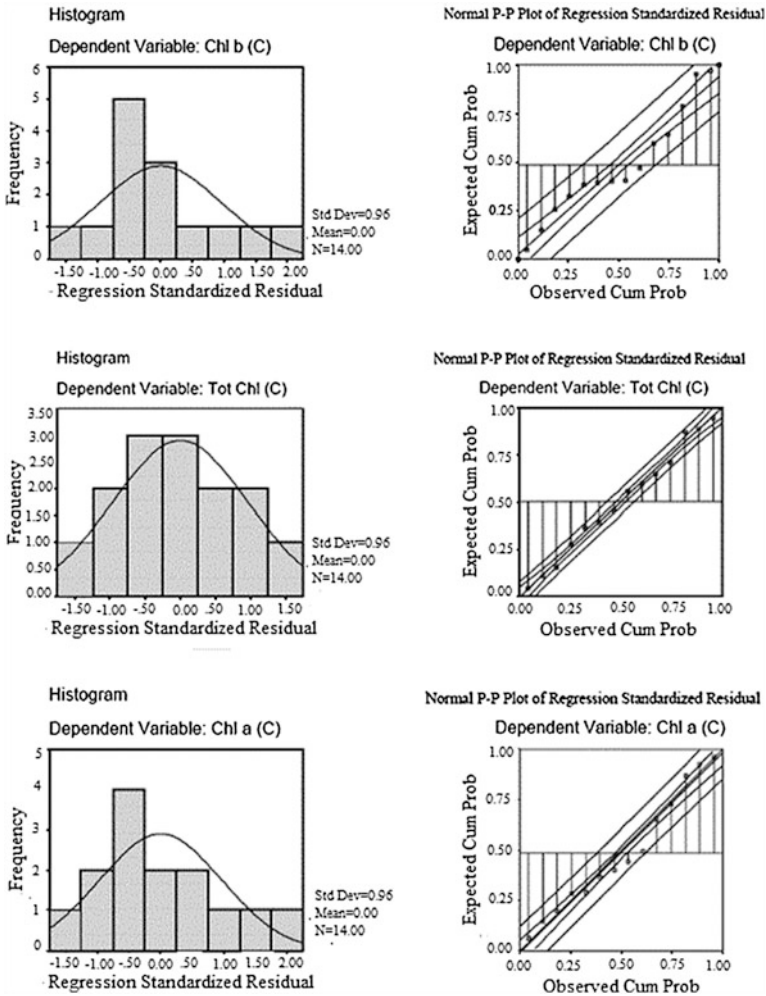 Histogram
Dependent Variable: Chl b (C)
6
5
4
3
2
1
0
Frequency
-1.50 -1.00 -.50 0.00 .50 1.00 1.50 2.00
Regression Standardized Residual
Std Dev=0.96
Mean=0.00
N=14.00
Normal P-P Plot of Regression Standardized Residual
Dependent Variable: Chl b (C)
1.00
0.75
0.50
0.25
0.00
Expected Cum Prob
0.00 0.25 0.50 0.75 1.00
Observed Cum Prob
Histogram
Dependent Variable: Tot Chl (C)
3.50
3.00
2.50
2.00
1.50
1.00
0.50
0.00
Frequency
-1.50 -1.00 -.50 0.00 .50 1.00 1.50
Regression Standardized Residual
Std Dev=0.96
Mean=0.00
N=14.00
Normal P-P Plot of Regression Standardized Residual
Dependent Variable: Tot Chl (C)
1.00
0.75
0.50
0.25
0.00
Expected Cum Prob
0.00 0.25 0.50 0.75 1.00
Observed Cum Prob
Histogram
Dependent Variable: Chl a (C)
5
4
3
2
1
0
Frequency
-1.50 -1.00 -.50 0.00 .50 1.00 1.50 2.00
Regression Standardized Residual
Std Dev=0.96
Mean=0.00
N=14.00
Normal P-P Plot of Regression Standardized Residual
Dependent Variable: Chl a (C)
1.00
0.75
0.50
0.25
0.00
Expected Cum Prob
0.00 0.25 0.50 0.75 1.00
Observed Cum Prob